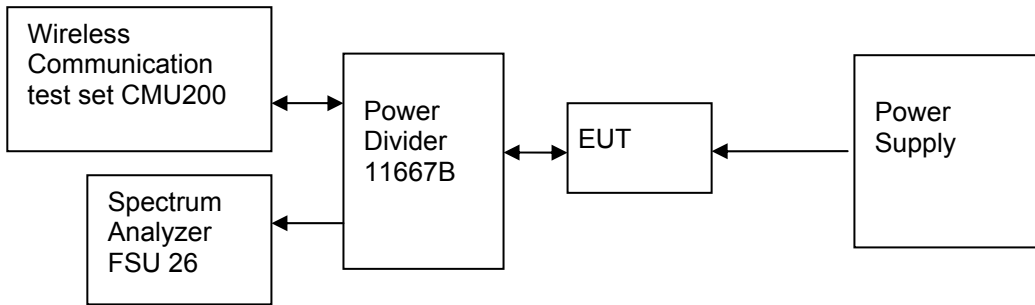 Wireless
Communication
test set CMU200
Power
Divider
11667B
EUT
Power
Supply
Spectrum
Analyzer
FSU 26